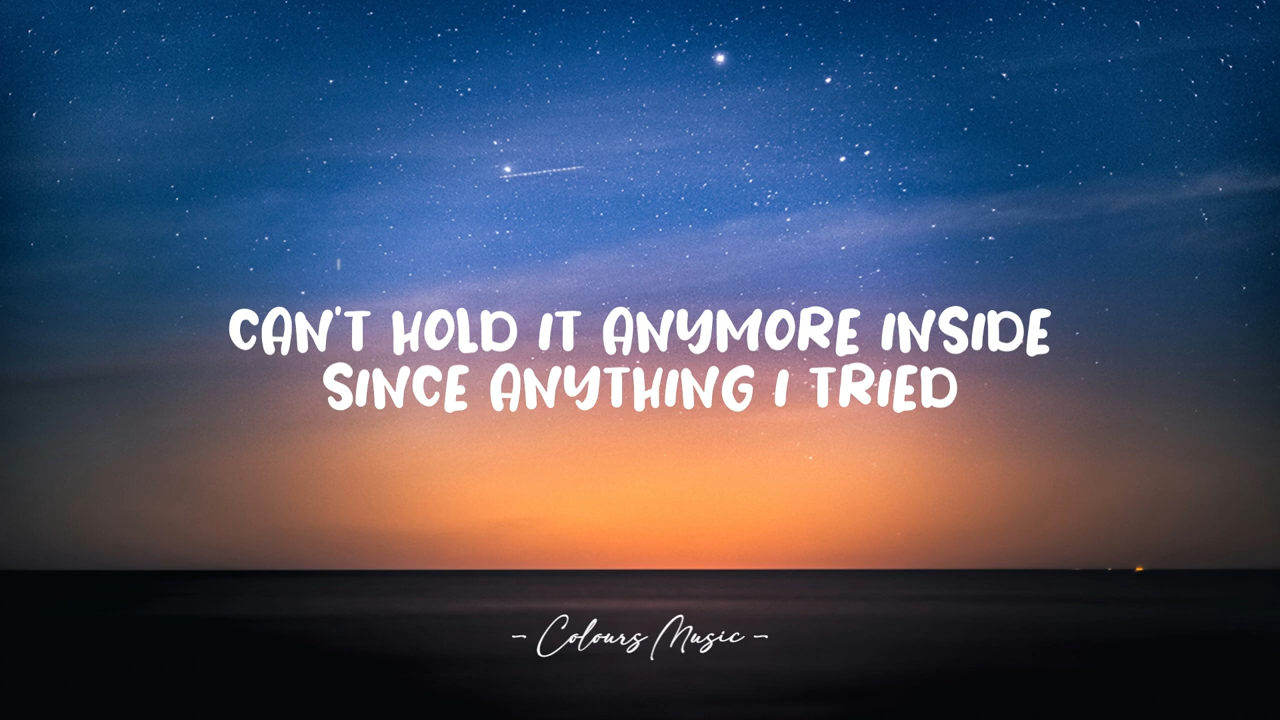 CAN'T HOLD IT ANYMORE INSIDE
SINCE ANYTHING I TRIED
- Colours Music -